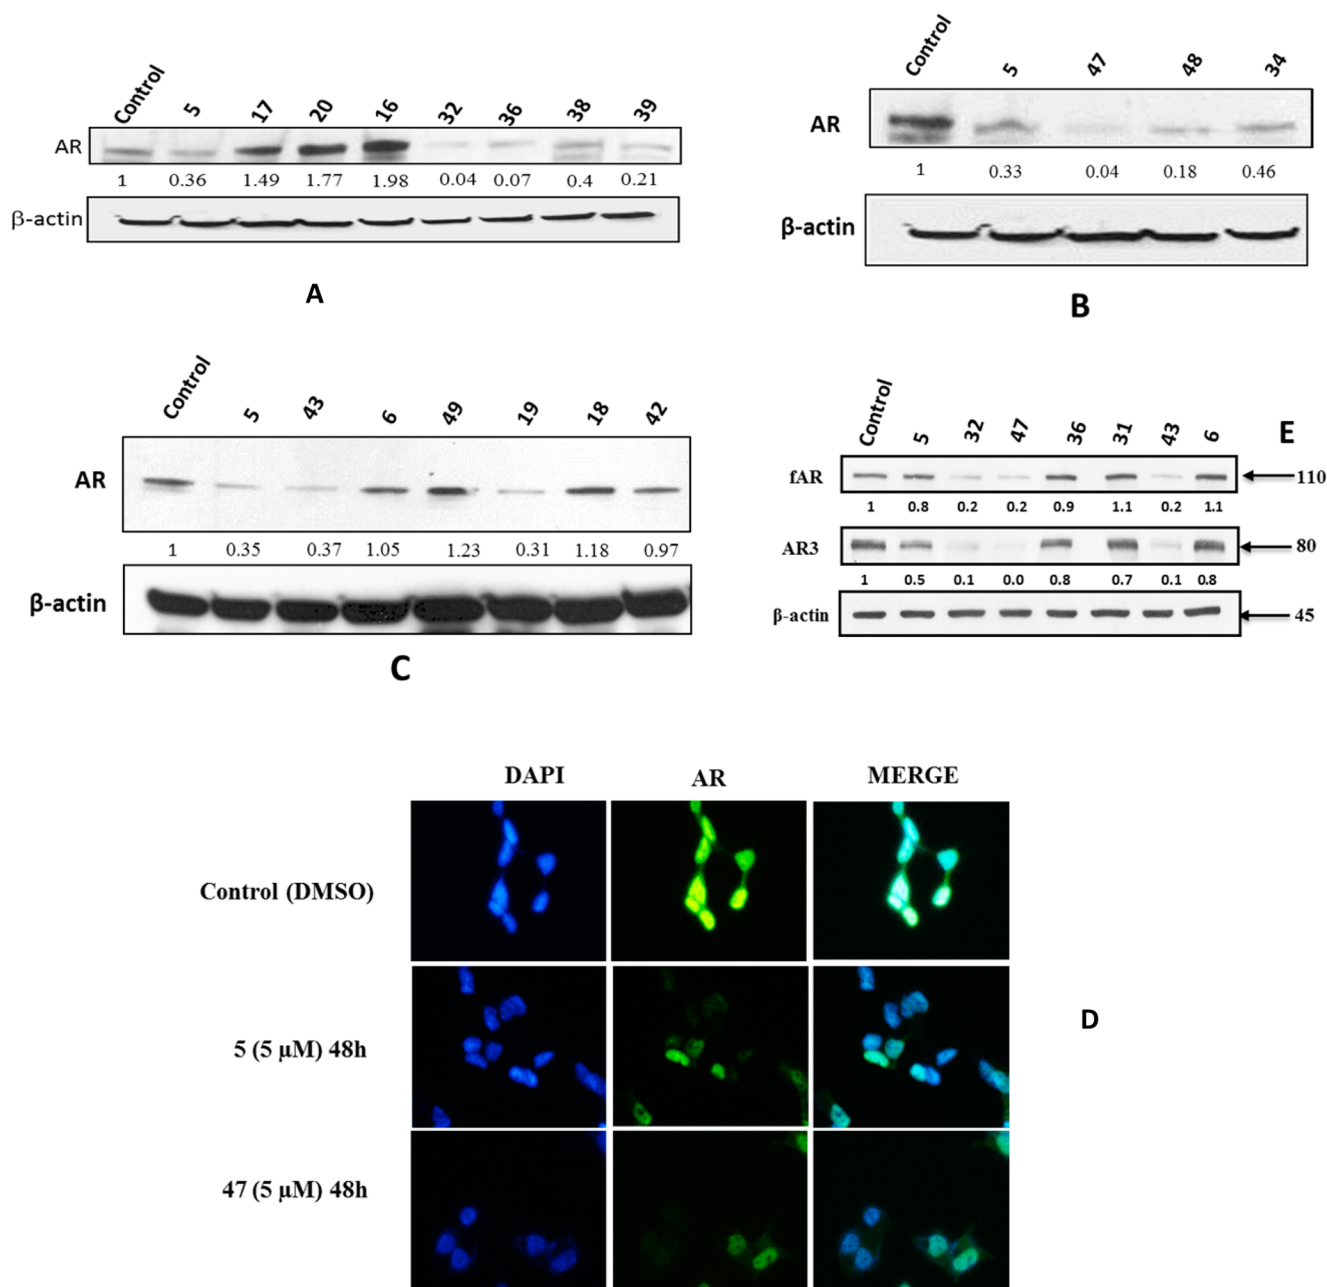 Control 5 17 20 16 32 36 38 39
AR
1 0.36 1.49 1.77 1.98 0.04 0.07 0.4 0.21
β-actin
A
Control 5 47 48 34
AR
1 0.33 0.04 0.18 0.46
β-actin
B
Control 5 43 6 49 19 18 42
AR
1 0.35 0.37 1.05 1.23 0.31 1.18 0.97
β-actin
C
Control 5 32 47 36 31 43 6
E
fAR 110
1 0.8 0.2 0.2 0.9 1.1 0.2 1.1
AR3 80
1 0.5 0.1 0.0 0.8 0.7 0.1 0.8
β-actin 45
DAPI AR MERGE
Control (DMSO)
5 (5 µM) 48h
D
47 (5 µM) 48h